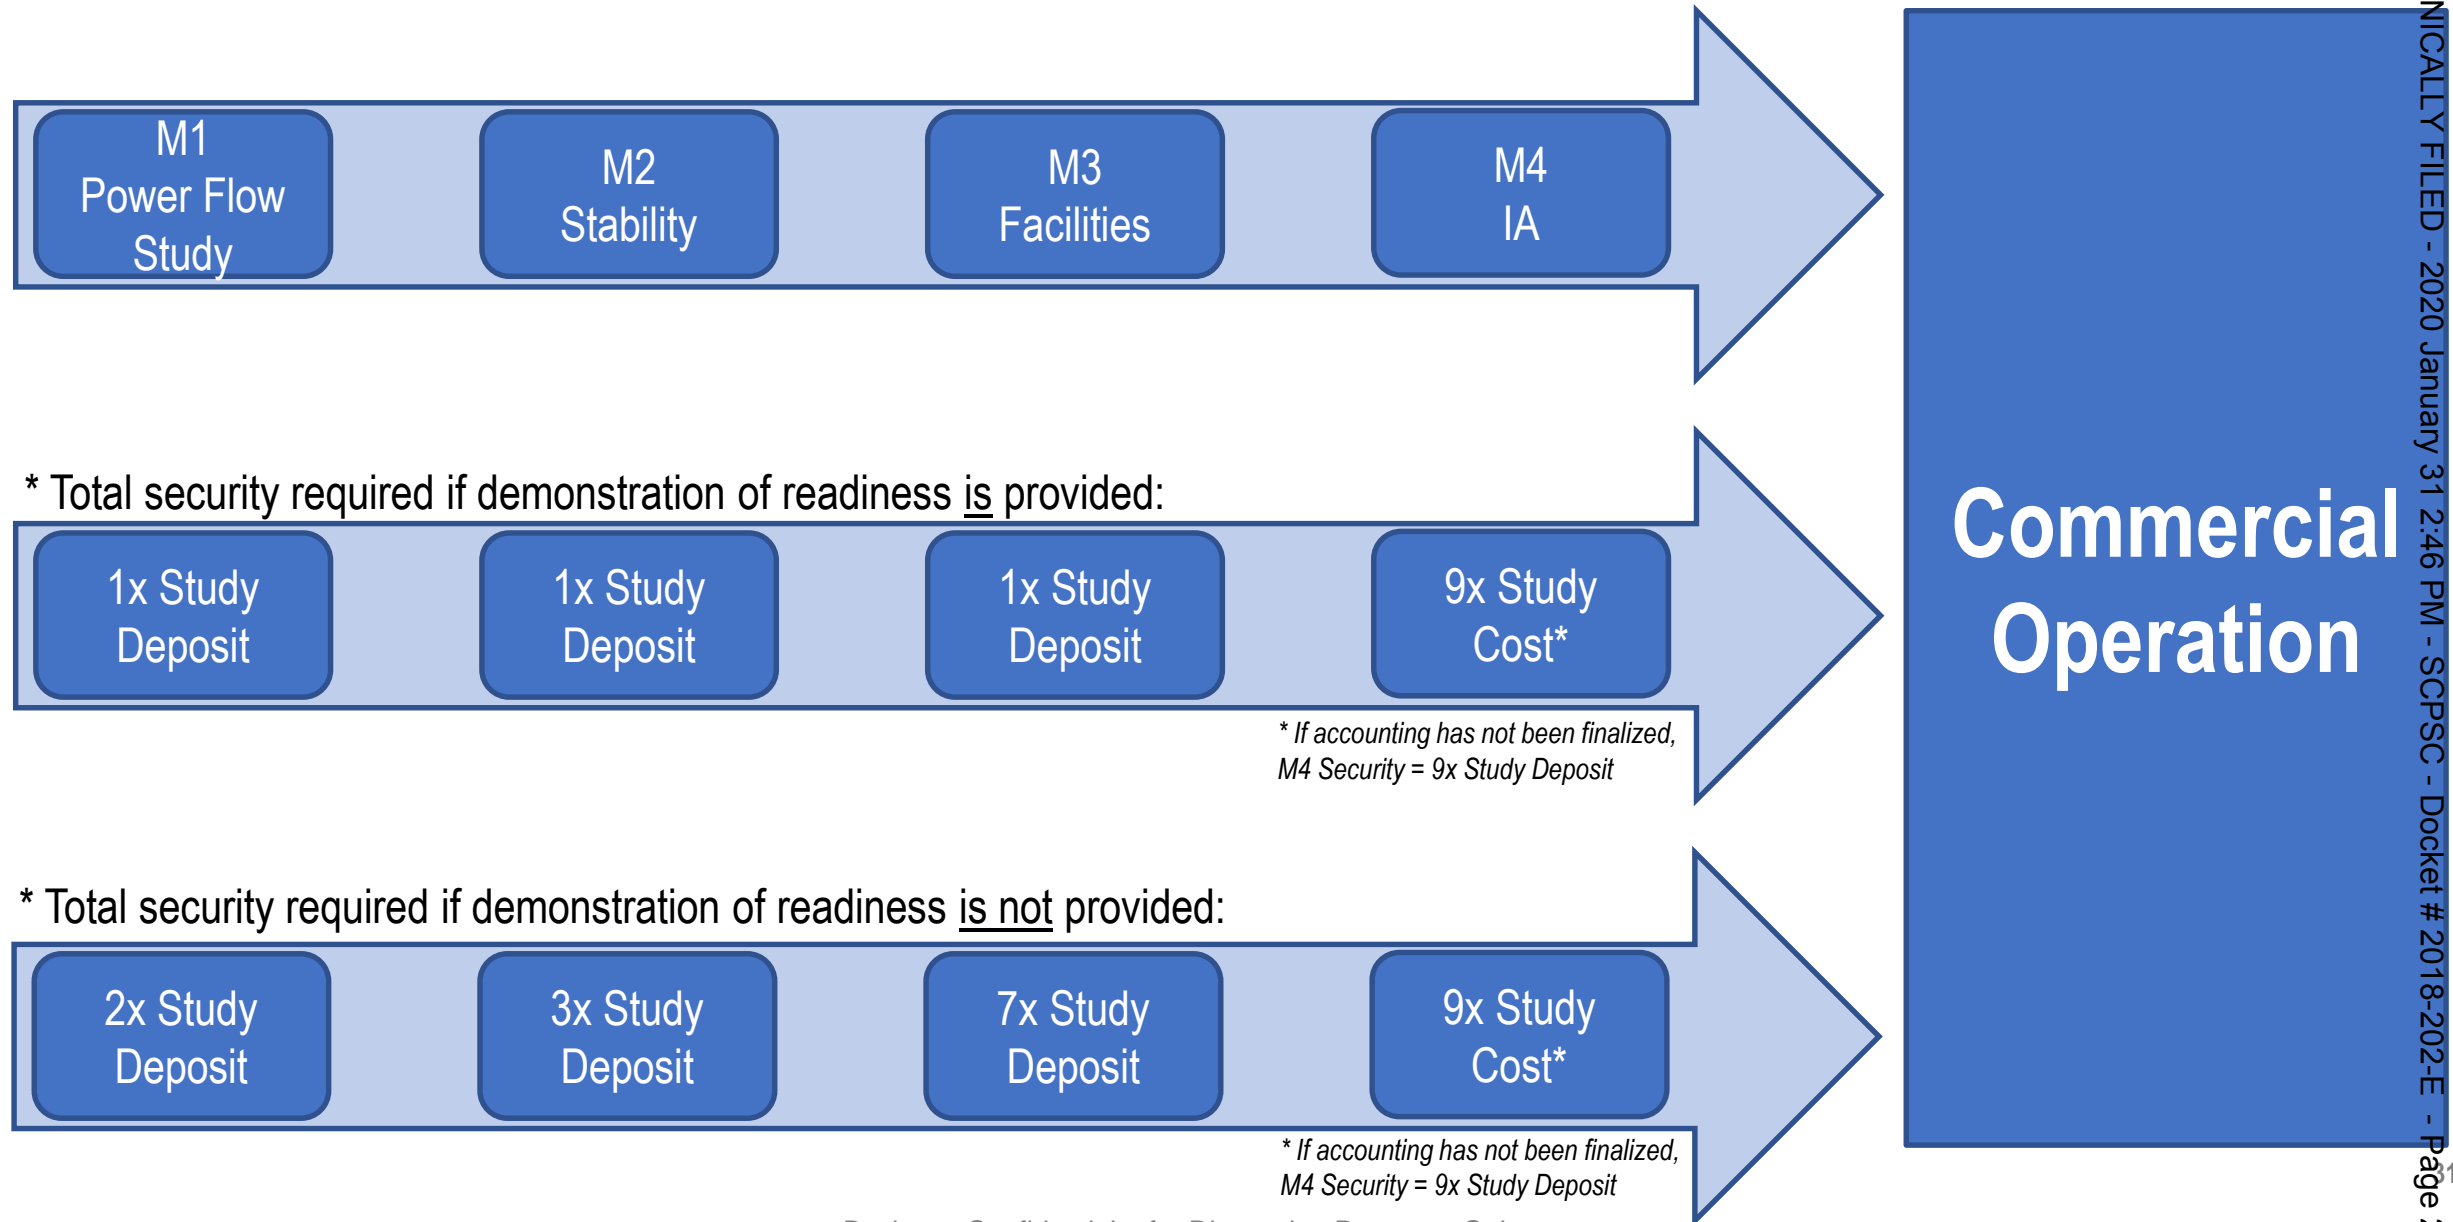 M1
Power Flow
Study
M2
Stability
M3
Facilities
M4
IA
* Total security required if demonstration of readiness is provided:
1x Study
Deposit
1x Study
Deposit
1x Study
Deposit
9x Study
Cost*
* If accounting has not been finalized,
M4 Security = 9x Study Deposit
* Total security required if demonstration of readiness is not provided:
2x Study
Deposit
3x Study
Deposit
7x Study
Deposit
9x Study
Cost*
* If accounting has not been finalized,
M4 Security = 9x Study Deposit
Commercial
Operation
NICALLY FILED - 2020 January 31 2:46 PM - SCPSC - Docket # 2018-202-E - Page
31